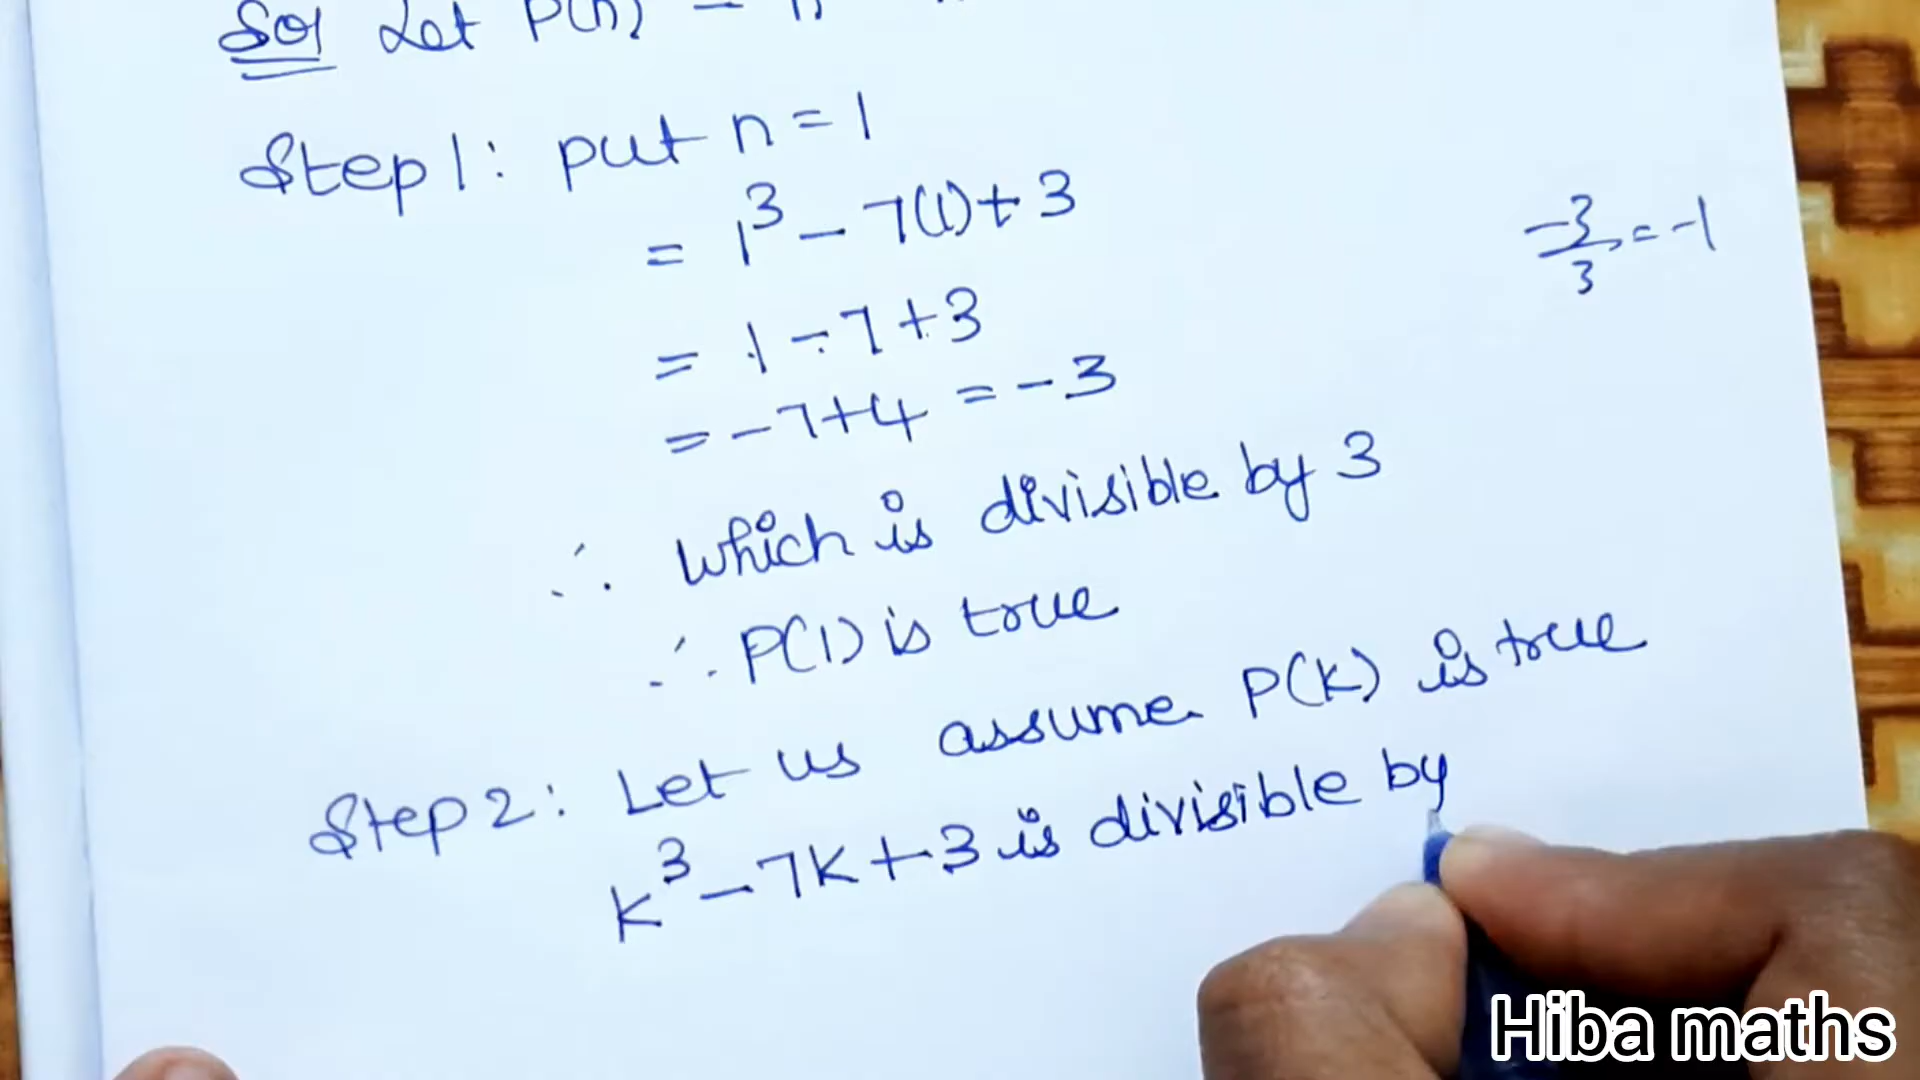 Sol Let P(n) = n
Step 1: put n = 1
= 1³ - 7(1) + 3
-3/3 = -1
= 1 - 7 + 3
= -7 + 4 = -3
∴ which is divisible by 3
∴ P(1) is true
Step 2: Let us assume P(k) is true
k³ - 7k + 3 is divisible by
Hiba maths